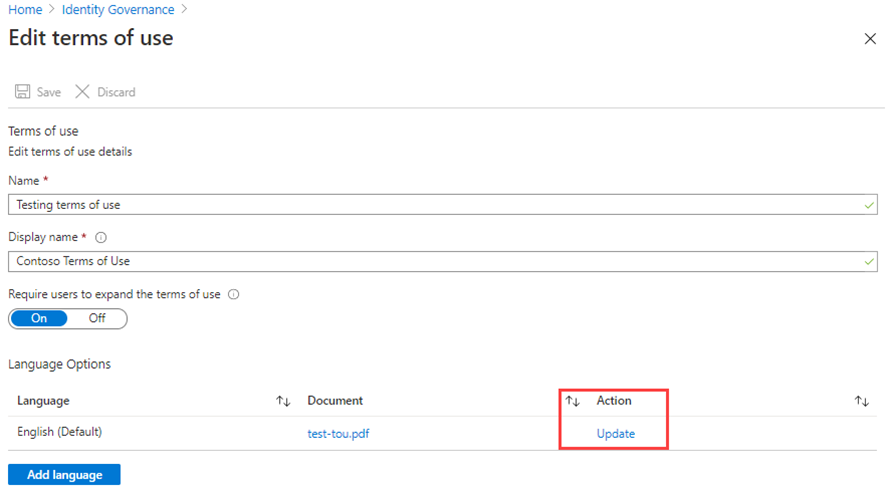 Home > Identity Governance >
Edit terms of use
Save Discard
Terms of use
Edit terms of use details
Name *
Testing terms of use
Display name *
Contoso Terms of Use
Require users to expand the terms of use
On Off
Language Options
Language Document Action
English (Default) test-tou.pdf Update
Add language